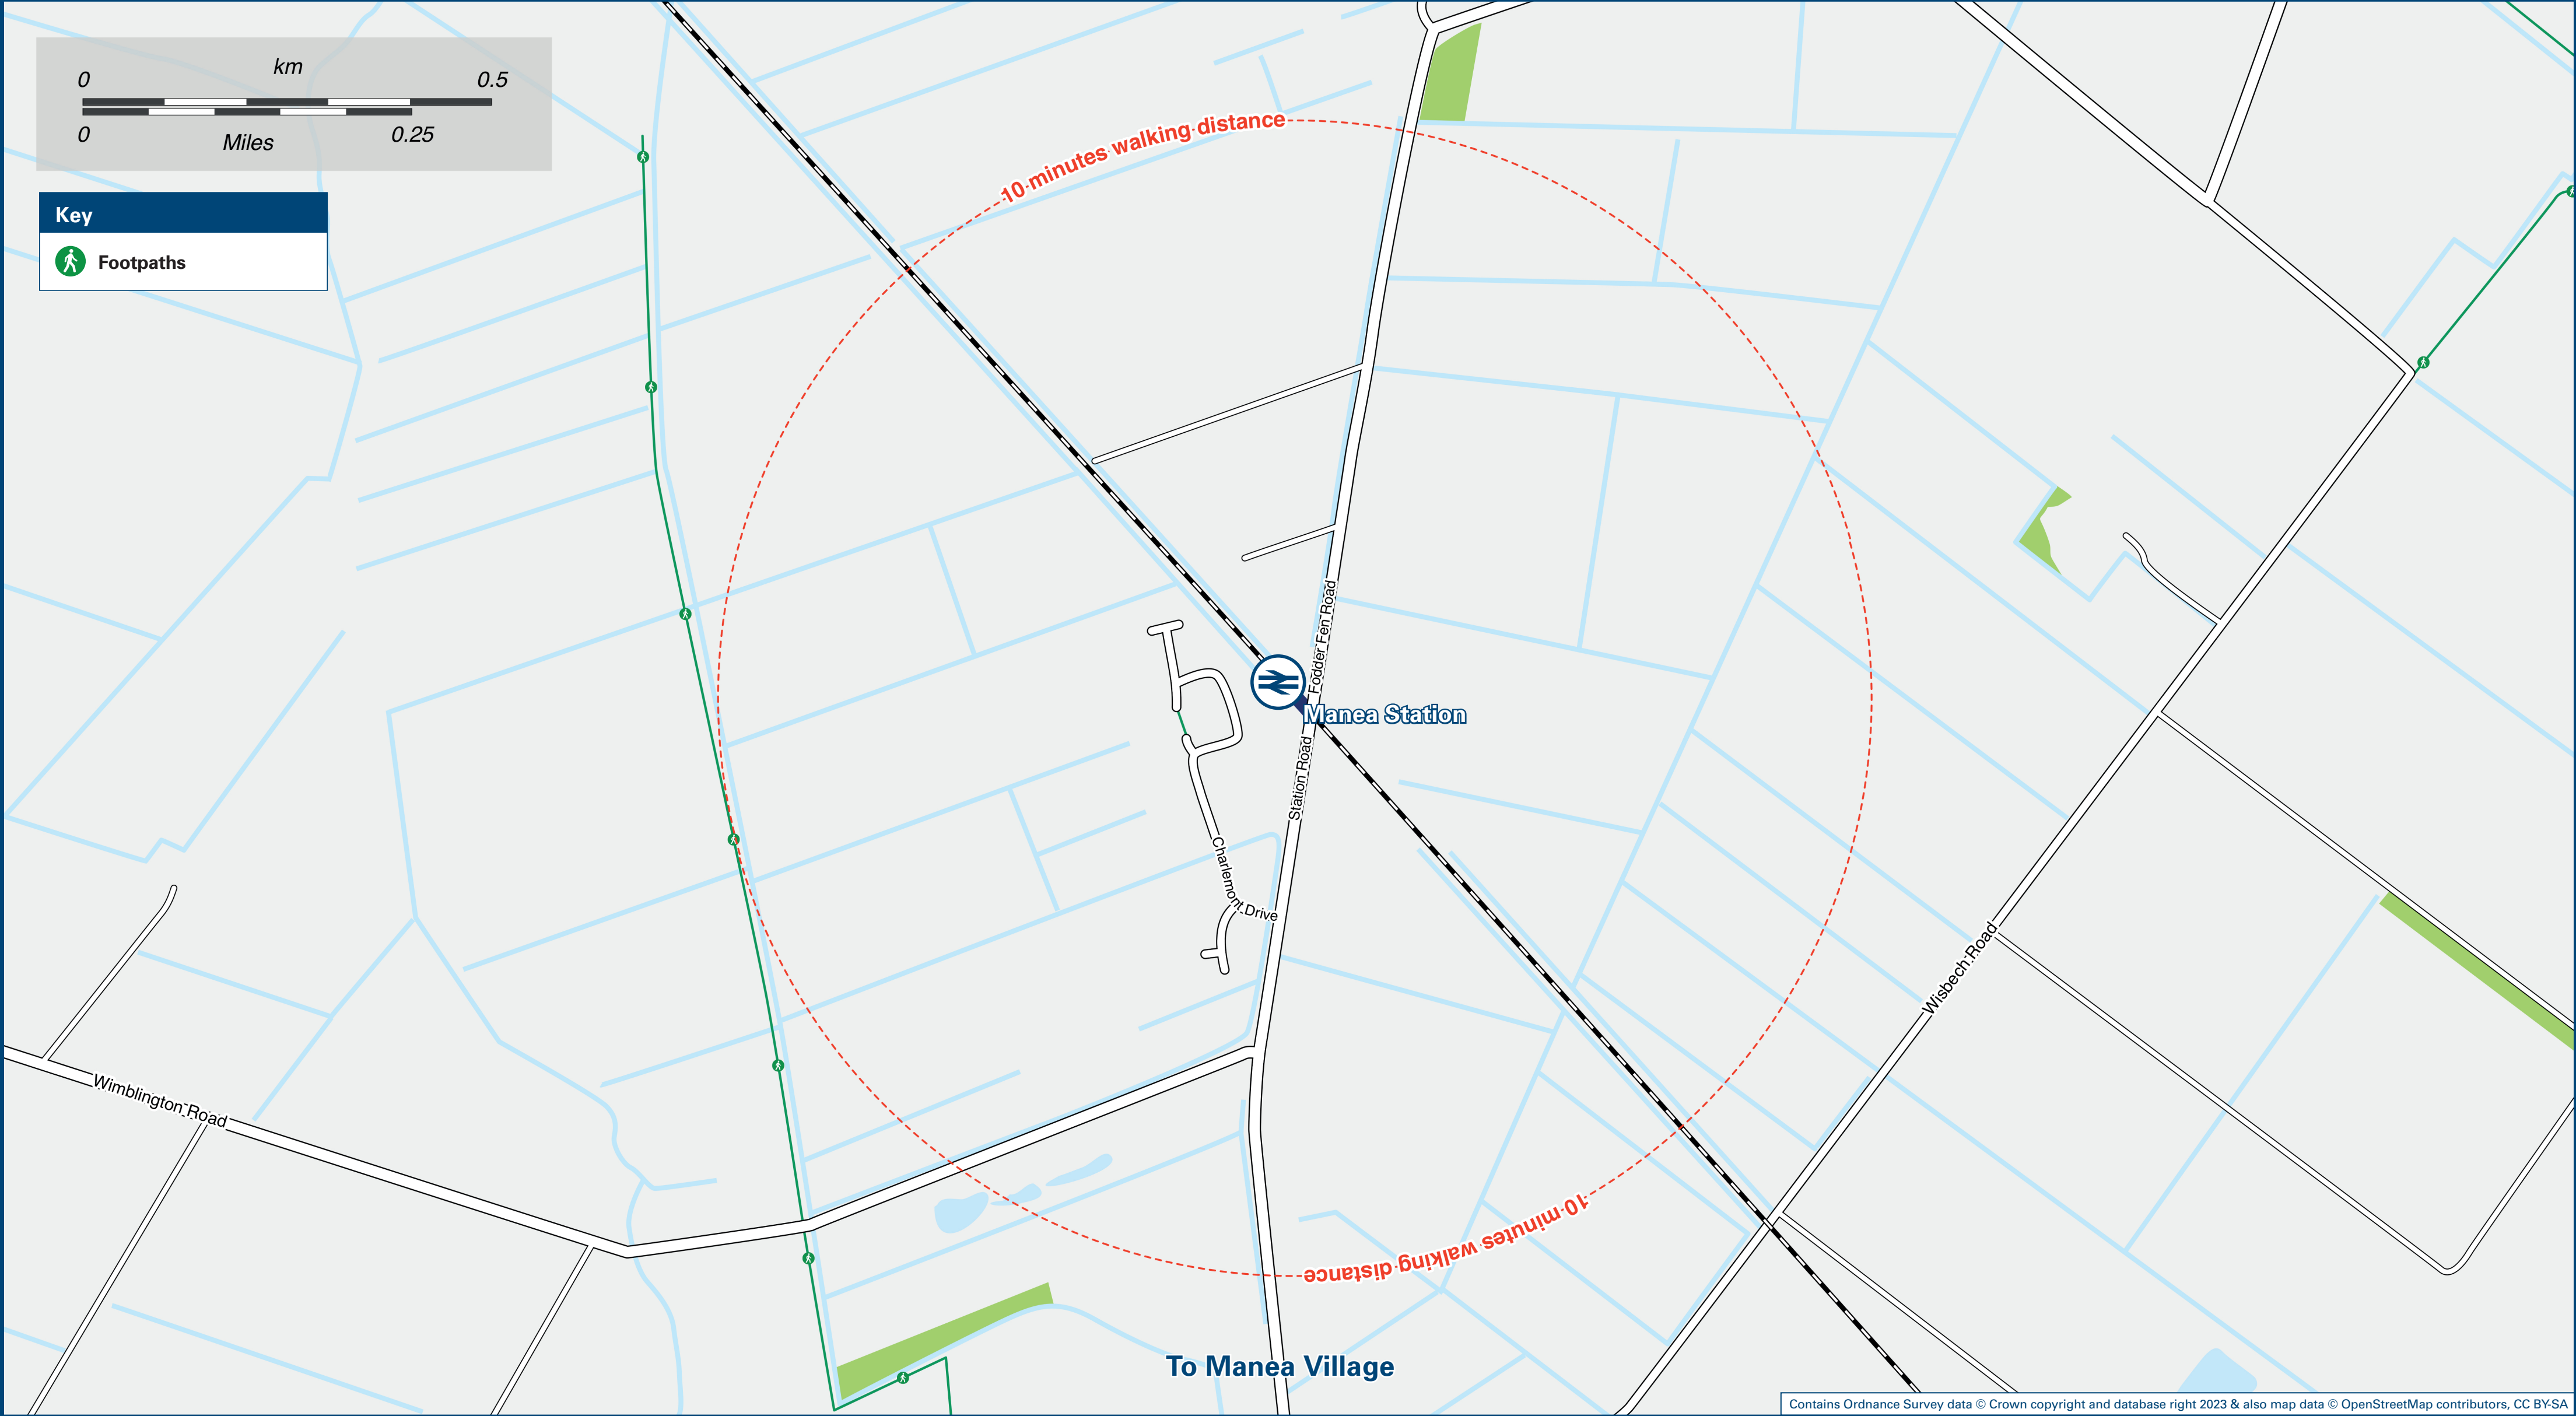 km
0 0.5
0 0.25
Miles
Key
Footpaths
10 minutes walking distance
Fodder Fen Road
Manea Station
Station Road
Charlemont Drive
Wisbech Road
Wimblington Road
10 minutes walking distance
To Manea Village
Contains Ordnance Survey data © Crown copyright and database right 2023 & also map data © OpenStreetMap contributors, CC BY-SA